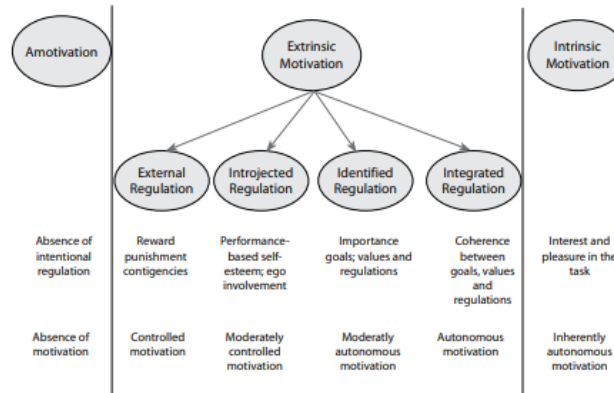 Amotivation
Extrinsic
Motivation
Intrinsic
Motivation
External
Regulation
Introjected
Regulation
Identified
Regulation
Integrated
Regulation
Absence of
intentional
regulation
Reward
punishment
contigencies
Performance-
based self-
esteem; ego
involvement
Importance
goals; values and
regulations
Coherence
between
goals, values
and
regulations
Interest and
pleasure in the
task
Absence of
motivation
Controlled
motivation
Moderately
controlled
motivation
Moderatly
autonomous
motivation
Autonomous
motivation
Inherently
autonomous
motivation